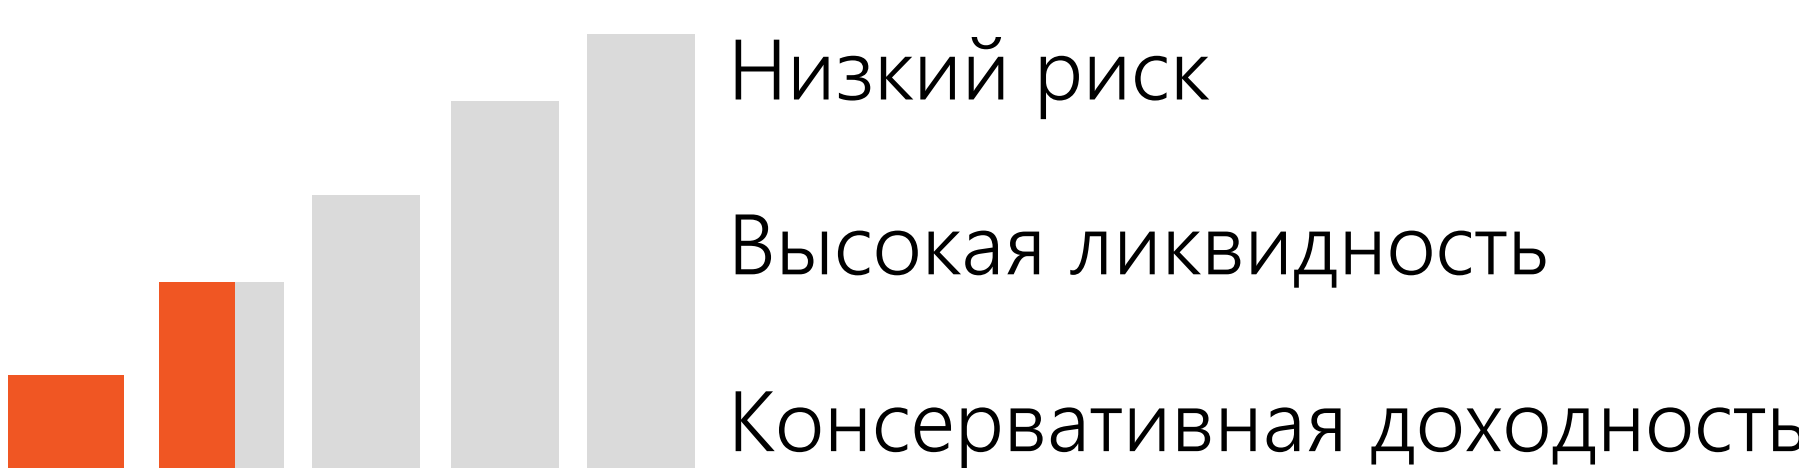 Низкий риск
Высокая ликвидность
Консервативная доходность